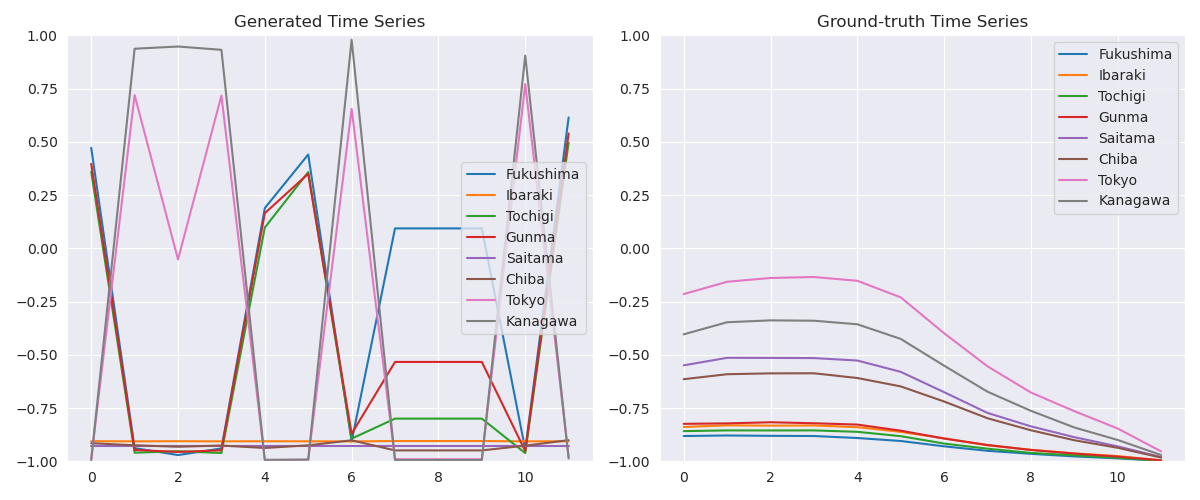 Generated Time Series
1.00
0.75
0.50
0.25
0.00
−0.25
−0.50
−0.75
−1.00
0
2
4
6
8
10
Fukushima
Ibaraki
Tochigi
Gunma
Saitama
Chiba
Tokyo
Kanagawa
Ground-truth Time Series
1.00
0.75
0.50
0.25
0.00
−0.25
−0.50
−0.75
−1.00
0
2
4
6
8
10
Fukushima
Ibaraki
Tochigi
Gunma
Saitama
Chiba
Tokyo
Kanagawa